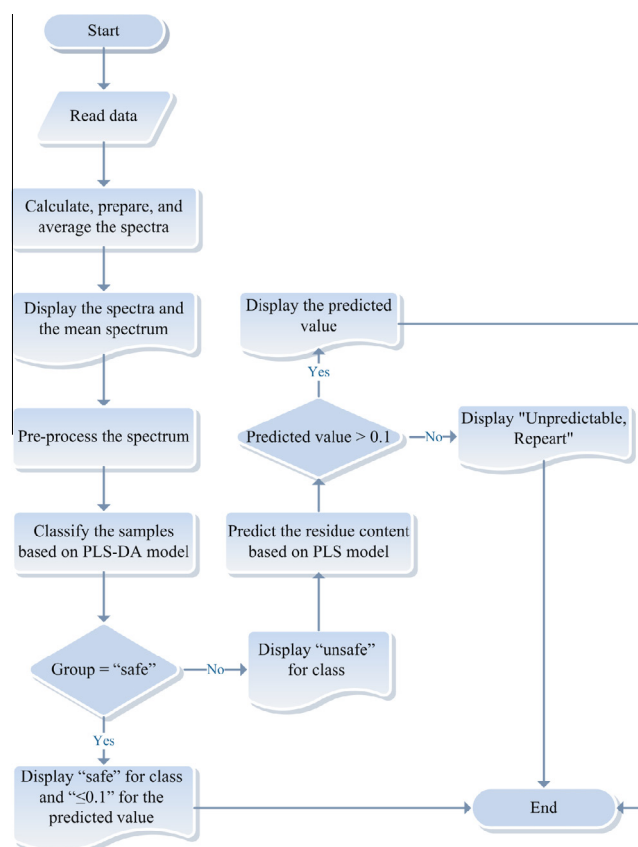 Start
Read data
Calculate, prepare, and
average the spectra
Display the spectra and
the mean spectrum
Pre-process the spectrum
Classify the samples
based on PLS-DA model
Group = “safe”
No
Display “unsafe”
for class
Predict the residue content
based on PLS model
Predicted value > 0.1
Yes
Display the predicted
value
No
Display "Unpredictable,
Repeart"
Yes
Display “safe” for class
and “≤0.1” for the
predicted value
End